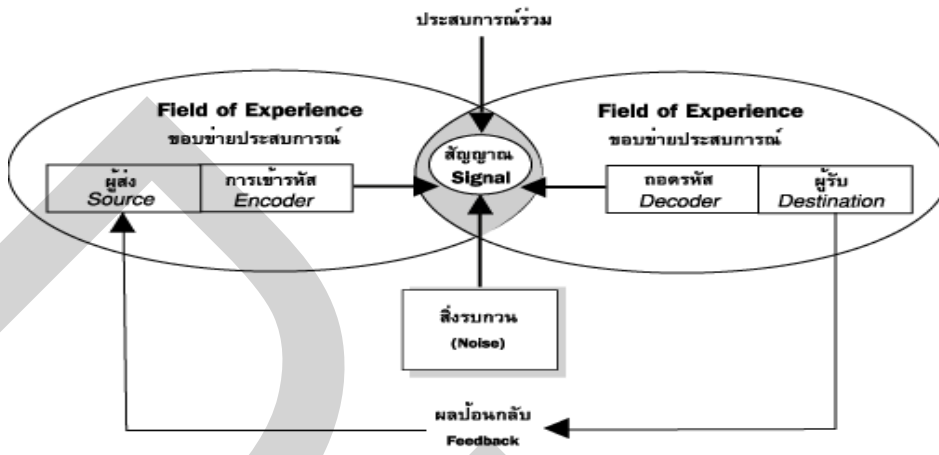 ประสบการณ์ร่วม
Field of Experience
ขอบข่ายประสบการณ์
ผู้ส่ง
Source
การเข้ารหัส
Encoder
สัญญาณ
Signal
Field of Experience
ขอบข่ายประสบการณ์
ถอดรหัส
Decoder
ผู้รับ
Destination
สิ่งรบกวน
(Noise)
ผลป้อนกลับ
Feedback